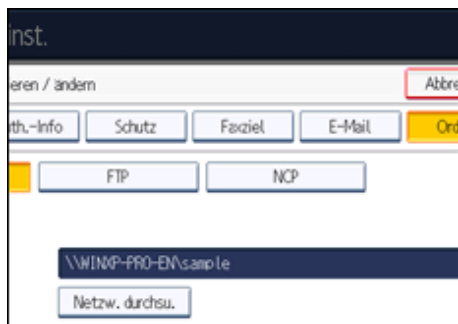 inst.
eren / ändern
Abbre
th.-Info Schutz Faxziel E-Mail Ord
FTP NCP
\\WINXP-PRO-EN\sample
Netzw. durchsu.